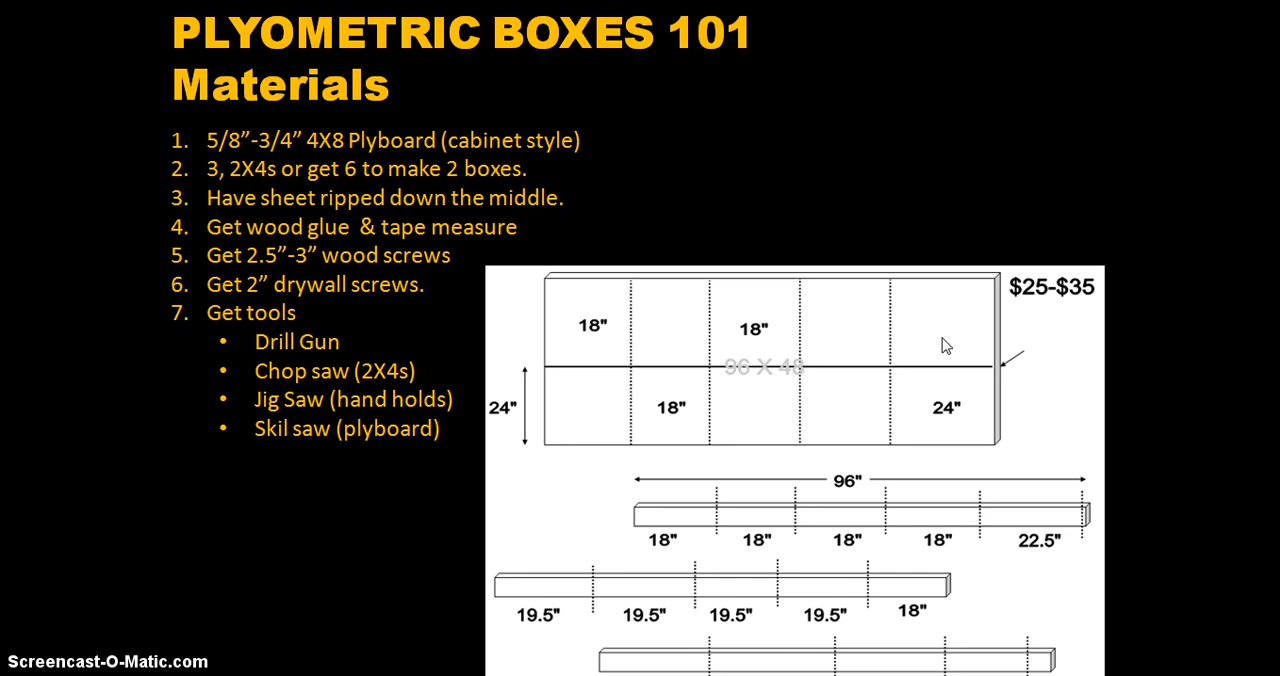 PLYOMETRIC BOXES 101
Materials
1. 5/8”-3/4” 4X8 Plyboard (cabinet style)
2. 3, 2X4s or get 6 to make 2 boxes.
3. Have sheet ripped down the middle.
4. Get wood glue & tape measure
5. Get 2.5”-3” wood screws
6. Get 2” drywall screws.
7. Get tools
• Drill Gun
• Chop saw (2X4s)
• Jig Saw (hand holds)
• Skil saw (plyboard)
$25-$35
18" 18"
96 X 48
24" 18" 24"
96"
18" 18" 18" 18" 22.5"
19.5" 19.5" 19.5" 19.5" 18"
Screencast-O-Matic.com